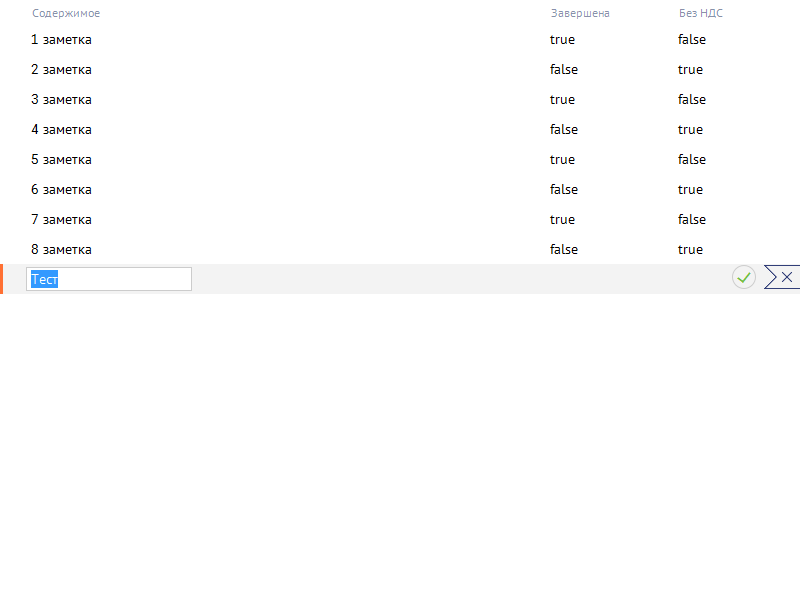 Содержимое Завершена Без НДС
1 заметка true false
2 заметка false true
3 заметка true false
4 заметка false true
5 заметка true false
6 заметка false true
7 заметка true false
8 заметка false true
Тест